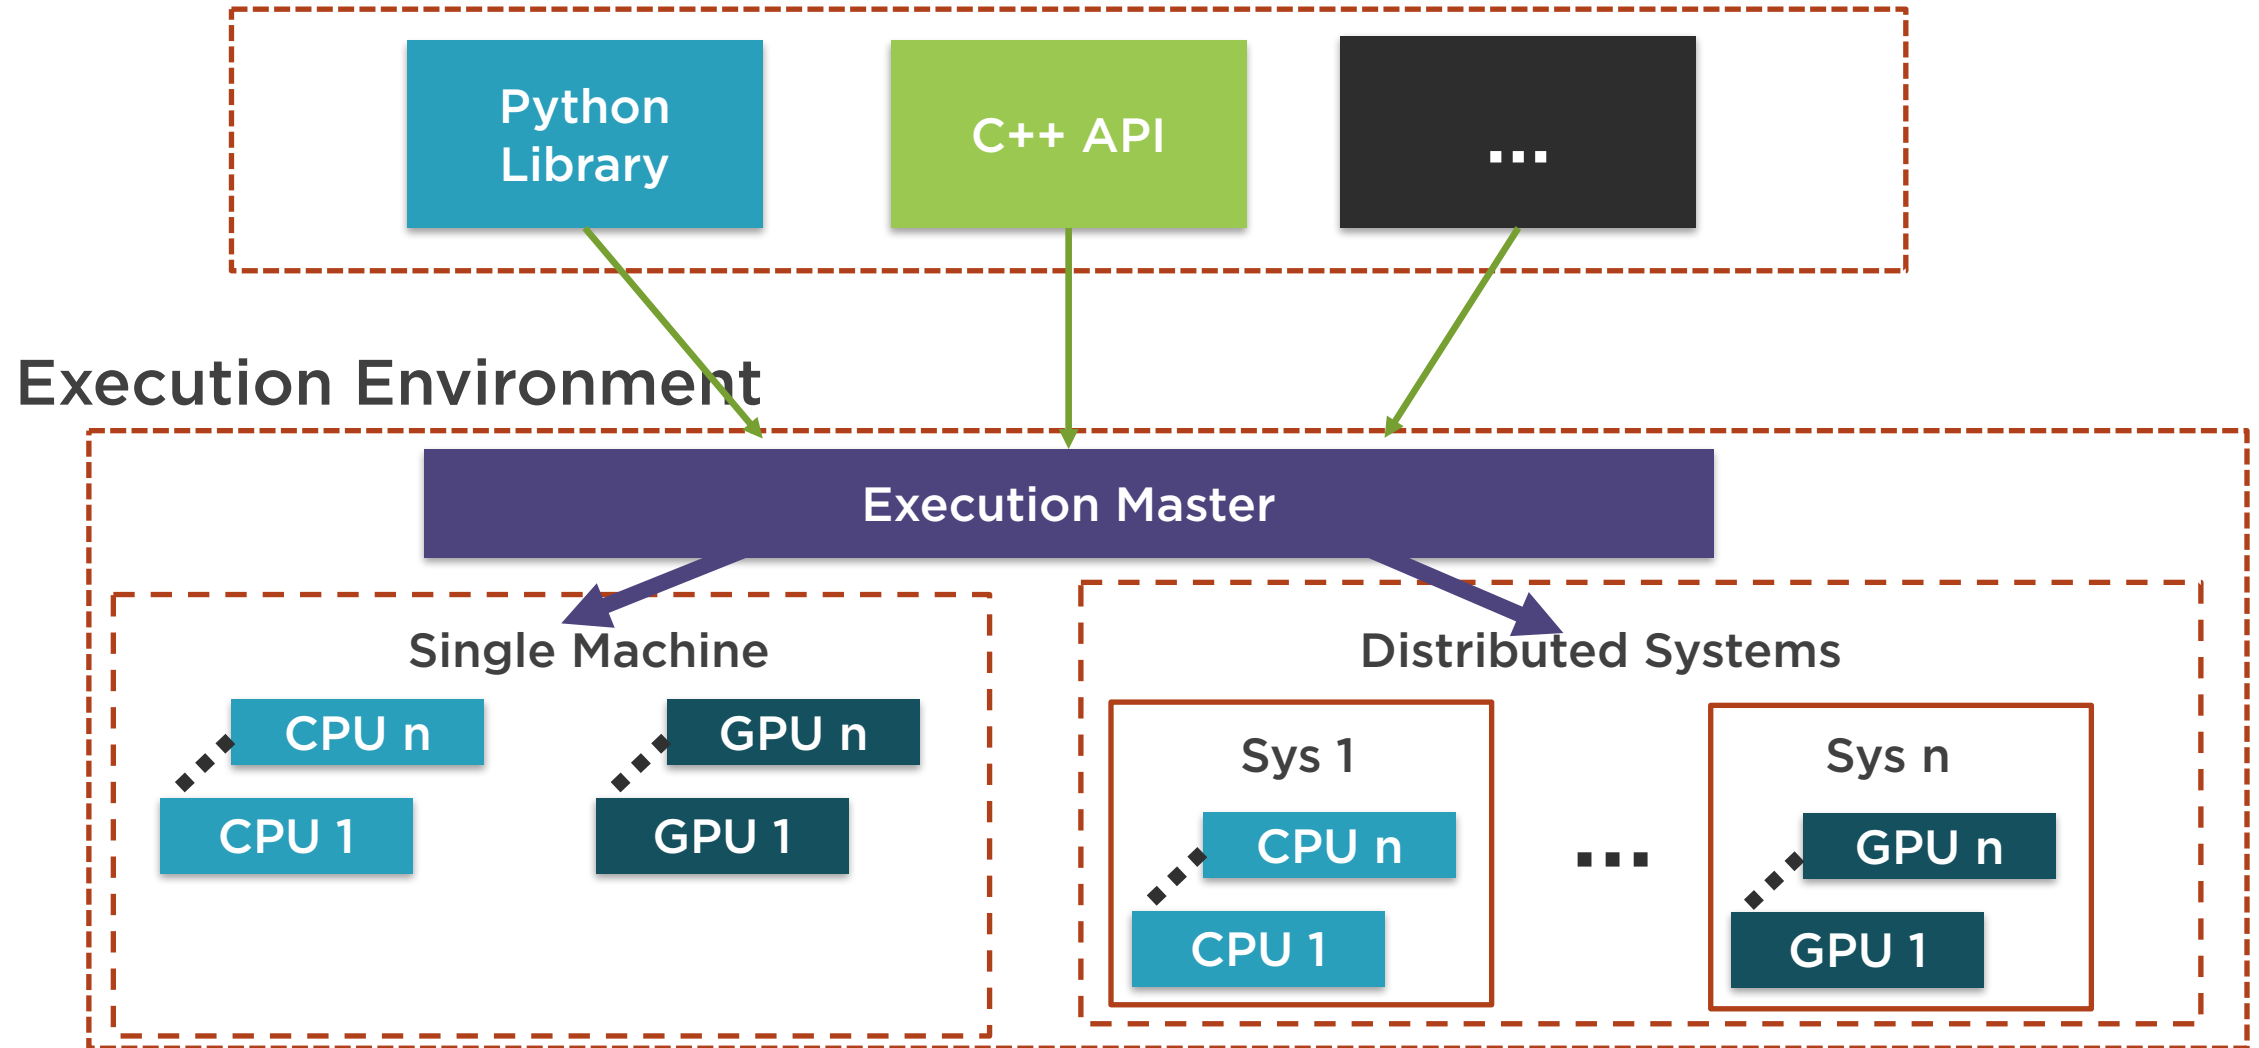 Python
Library
C++ API
...
Execution Environment
Execution Master
Single Machine
CPU n
GPU n
CPU 1
GPU 1
Distributed Systems
Sys 1
CPU n
CPU 1
...
Sys n
GPU n
GPU 1